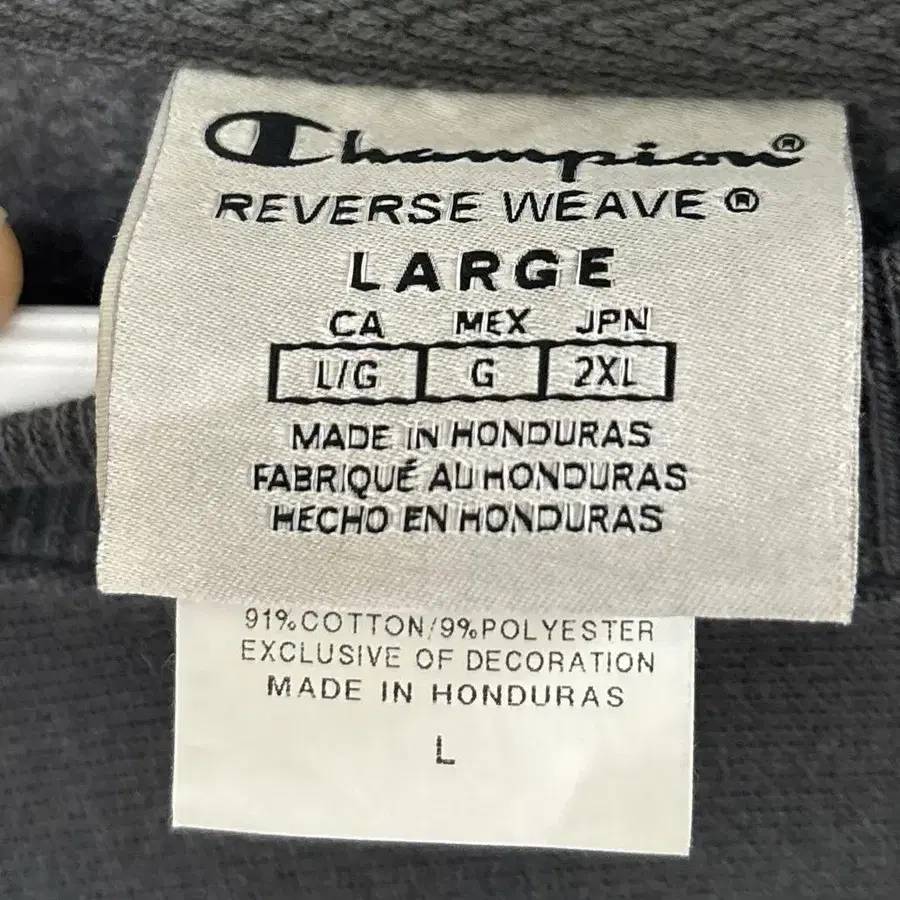 Champion®
REVERSE WEAVE ®
LARGE
CA MEX JPN
L/G G 2XL
MADE IN HONDURAS
FABRIQUÉ AU HONDURAS
HECHO EN HONDURAS
91%COTTON/9%POLYESTER
EXCLUSIVE OF DECORATION
MADE IN HONDURAS
L